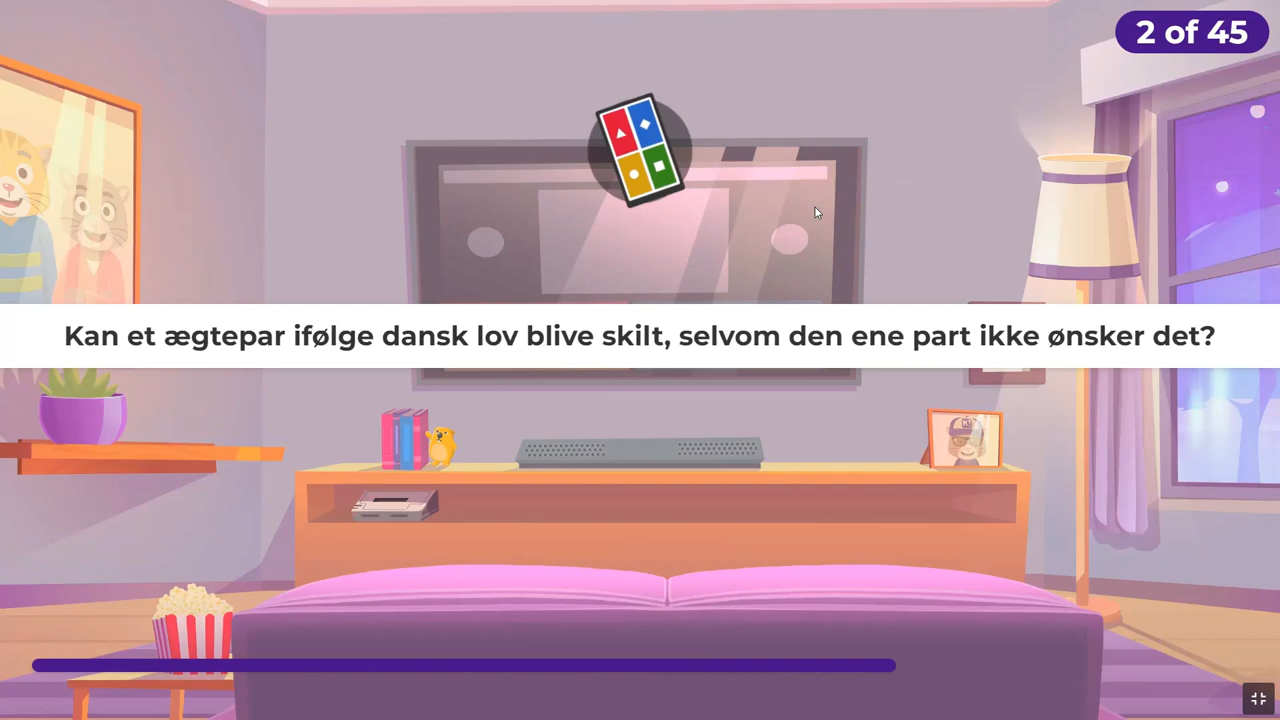 2 of 45
Kan et ægtepar ifølge dansk lov blive skilt, selvom den ene part ikke ønsker det?